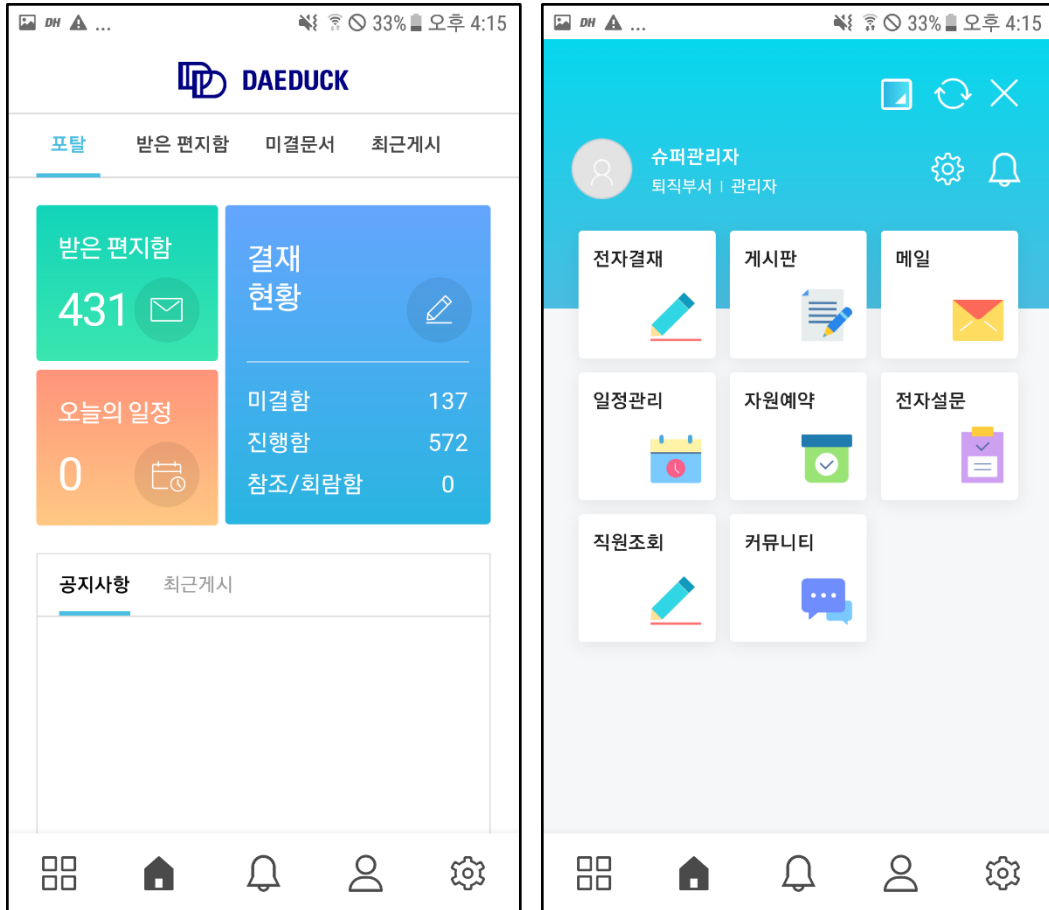 DH ... 33% 오후 4:15
DAEDUCK
포탈 받은 편지함 미결문서 최근게시
받은 편지함
431
결재
현황
오늘의 일정
0
미결함 137
진행함 572
참조/회람함 0
공지사항 최근게시
DH ... 33% 오후 4:15
슈퍼관리자
퇴직부서 | 관리자
전자결재 게시판 메일
일정관리 자원예약 전자설문
직원조회 커뮤니티